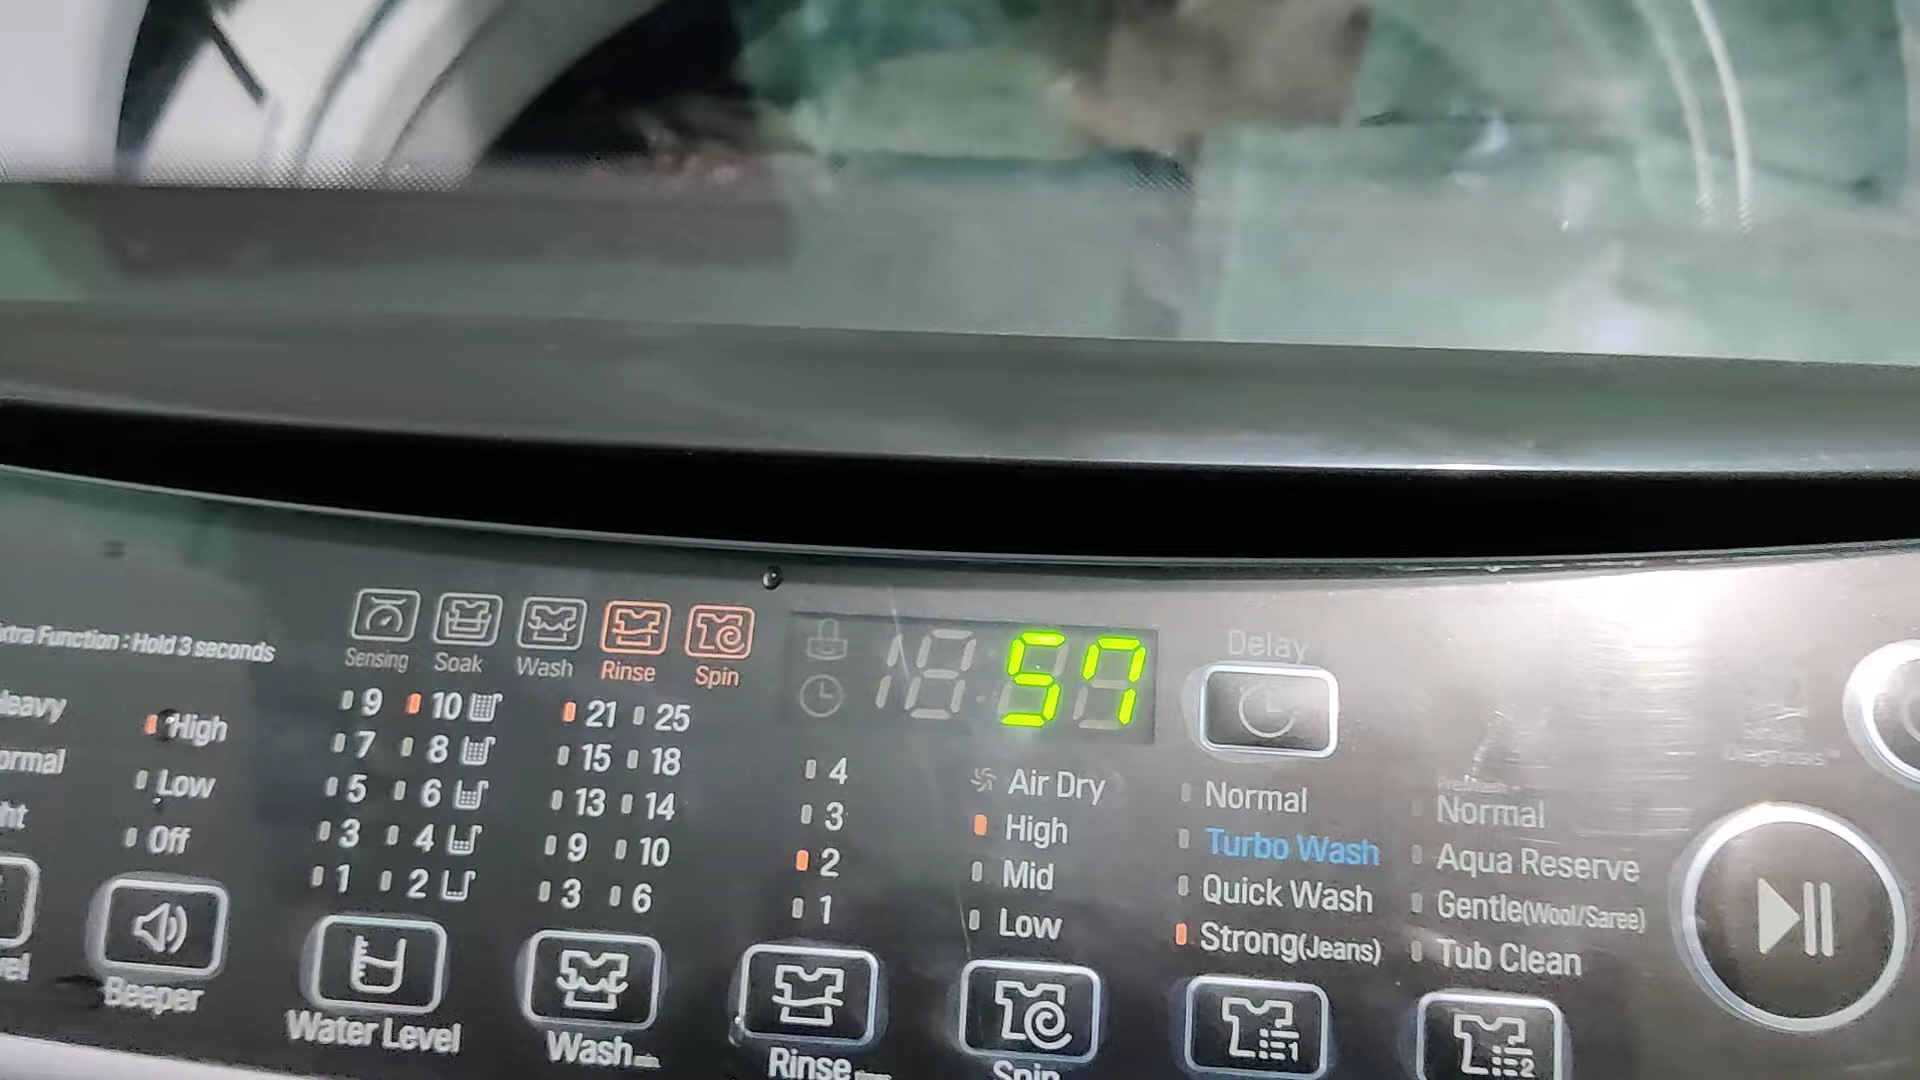 Extra Function : Hold 3 seconds
Sensing Soak Wash Rinse Spin
57
Delay
High
Low
Off
Beeper
9 10
7 8
5 6
3 4
1 2
Water Level
21 25
15 18
13 14
9 10
3 6
Wash
4
3
2
1
Rinse
Air Dry
High
Mid
Low
Spin
Normal
Turbo Wash
Quick Wash
Strong(Jeans)
1
Normal
Aqua Reserve
Gentle(Wool/Saree)
Tub Clean
2